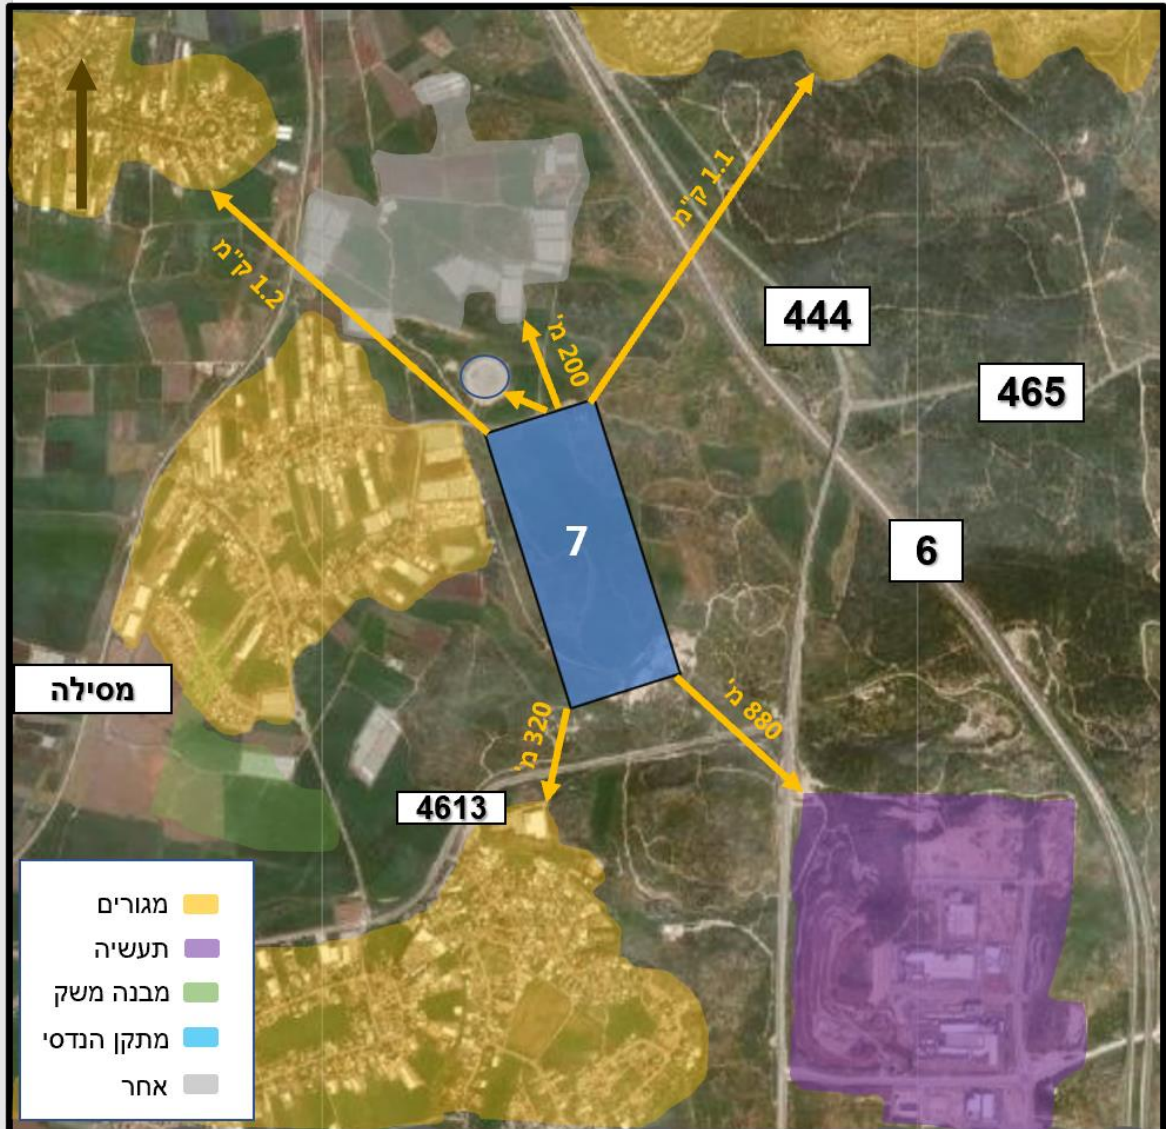 1.1 ק"מ
1.2 ק"מ
444
200 מ'
465
7
6
מסילה
880 מ'
320 מ'
4613
מגורים
תעשיה
מבנה משק
מתקן הנדסי
אחר